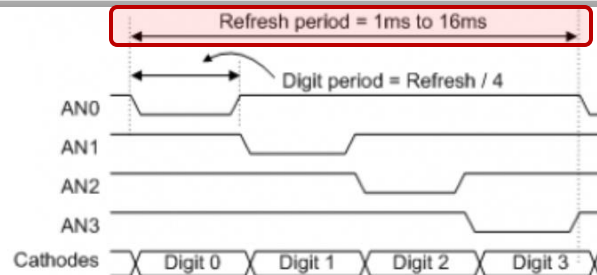 Refresh period = 1ms to 16ms
Digit period = Refresh / 4
AN0
AN1
AN2
AN3
Cathodes Digit 0 Digit 1 Digit 2 Digit 3